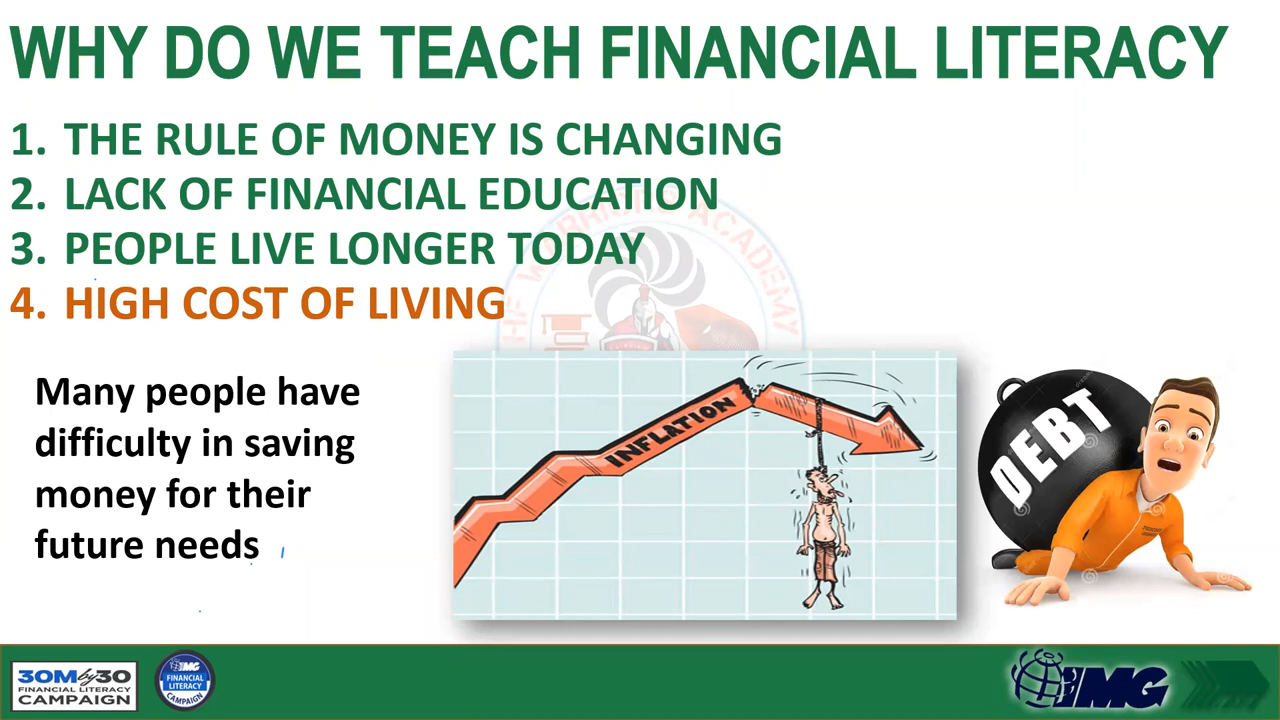 WHY DO WE TEACH FINANCIAL LITERACY
1. THE RULE OF MONEY IS CHANGING
2. LACK OF FINANCIAL EDUCATION
3. PEOPLE LIVE LONGER TODAY
4. HIGH COST OF LIVING
Many people have
difficulty in saving
money for their
future needs
INFLATION
DEBT
ACADEMY
30M by 30
FINANCIAL LITERACY
CAMPAIGN
IMG
FINANCIAL
LITERACY
CAMPAIGN
IMG